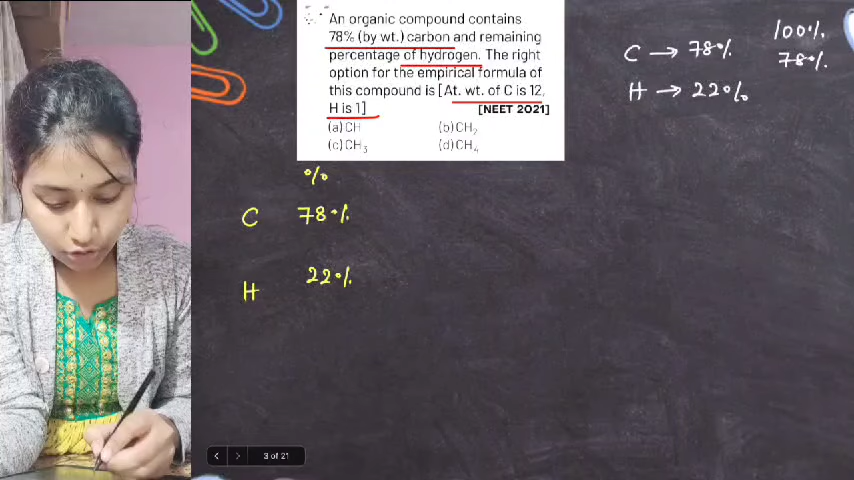 An organic compound contains
78% (by wt.) carbon and remaining
percentage of hydrogen. The right
option for the empirical formula of
this compound is [At. wt. of C is 12,
H is 1]
[NEET 2021]
(a) CH
(b) CH₂
(c) CH₃
(d) CH₄
100%
C → 78%
78%
H → 22%
%
C 78%
H 22%
3 of 21